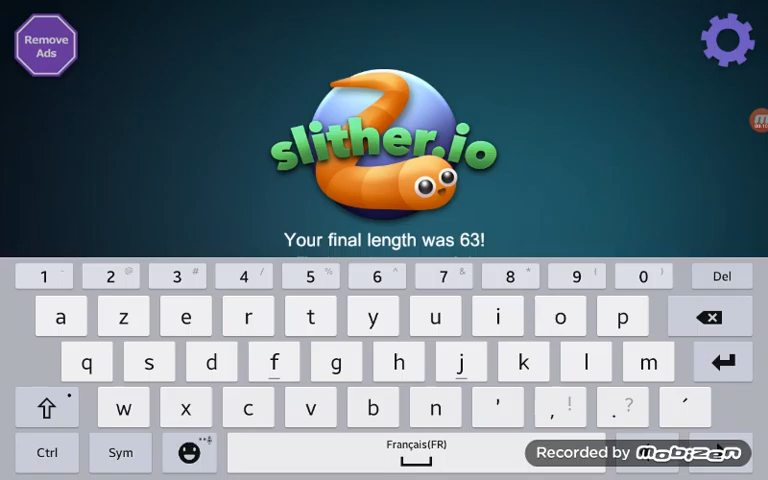 Remove
Ads
slither.io
Your final length was 63!
1 - 2 @ 3 # 4 / 5 % 6 ^ 7 & 8 * 9 ( 0 )
Del
a z e r t y u i o p
q s d f g h j k l m
w x c v b n ' , ! . ? ´
Ctrl Sym
Français(FR)
Recorded by mobizen